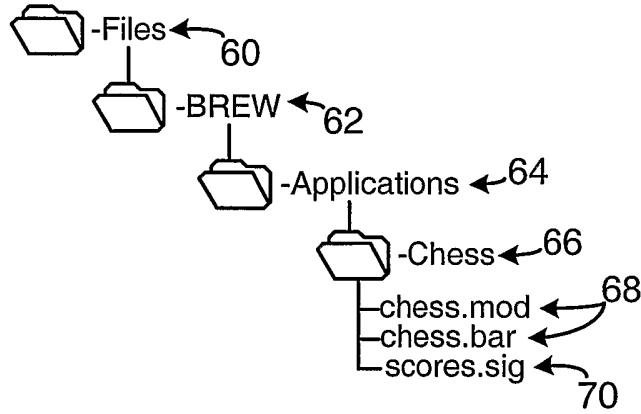 -Files
60
-BREW
62
-Applications
64
-Chess
66
chess.mod
68
chess.bar
scores.sig
70